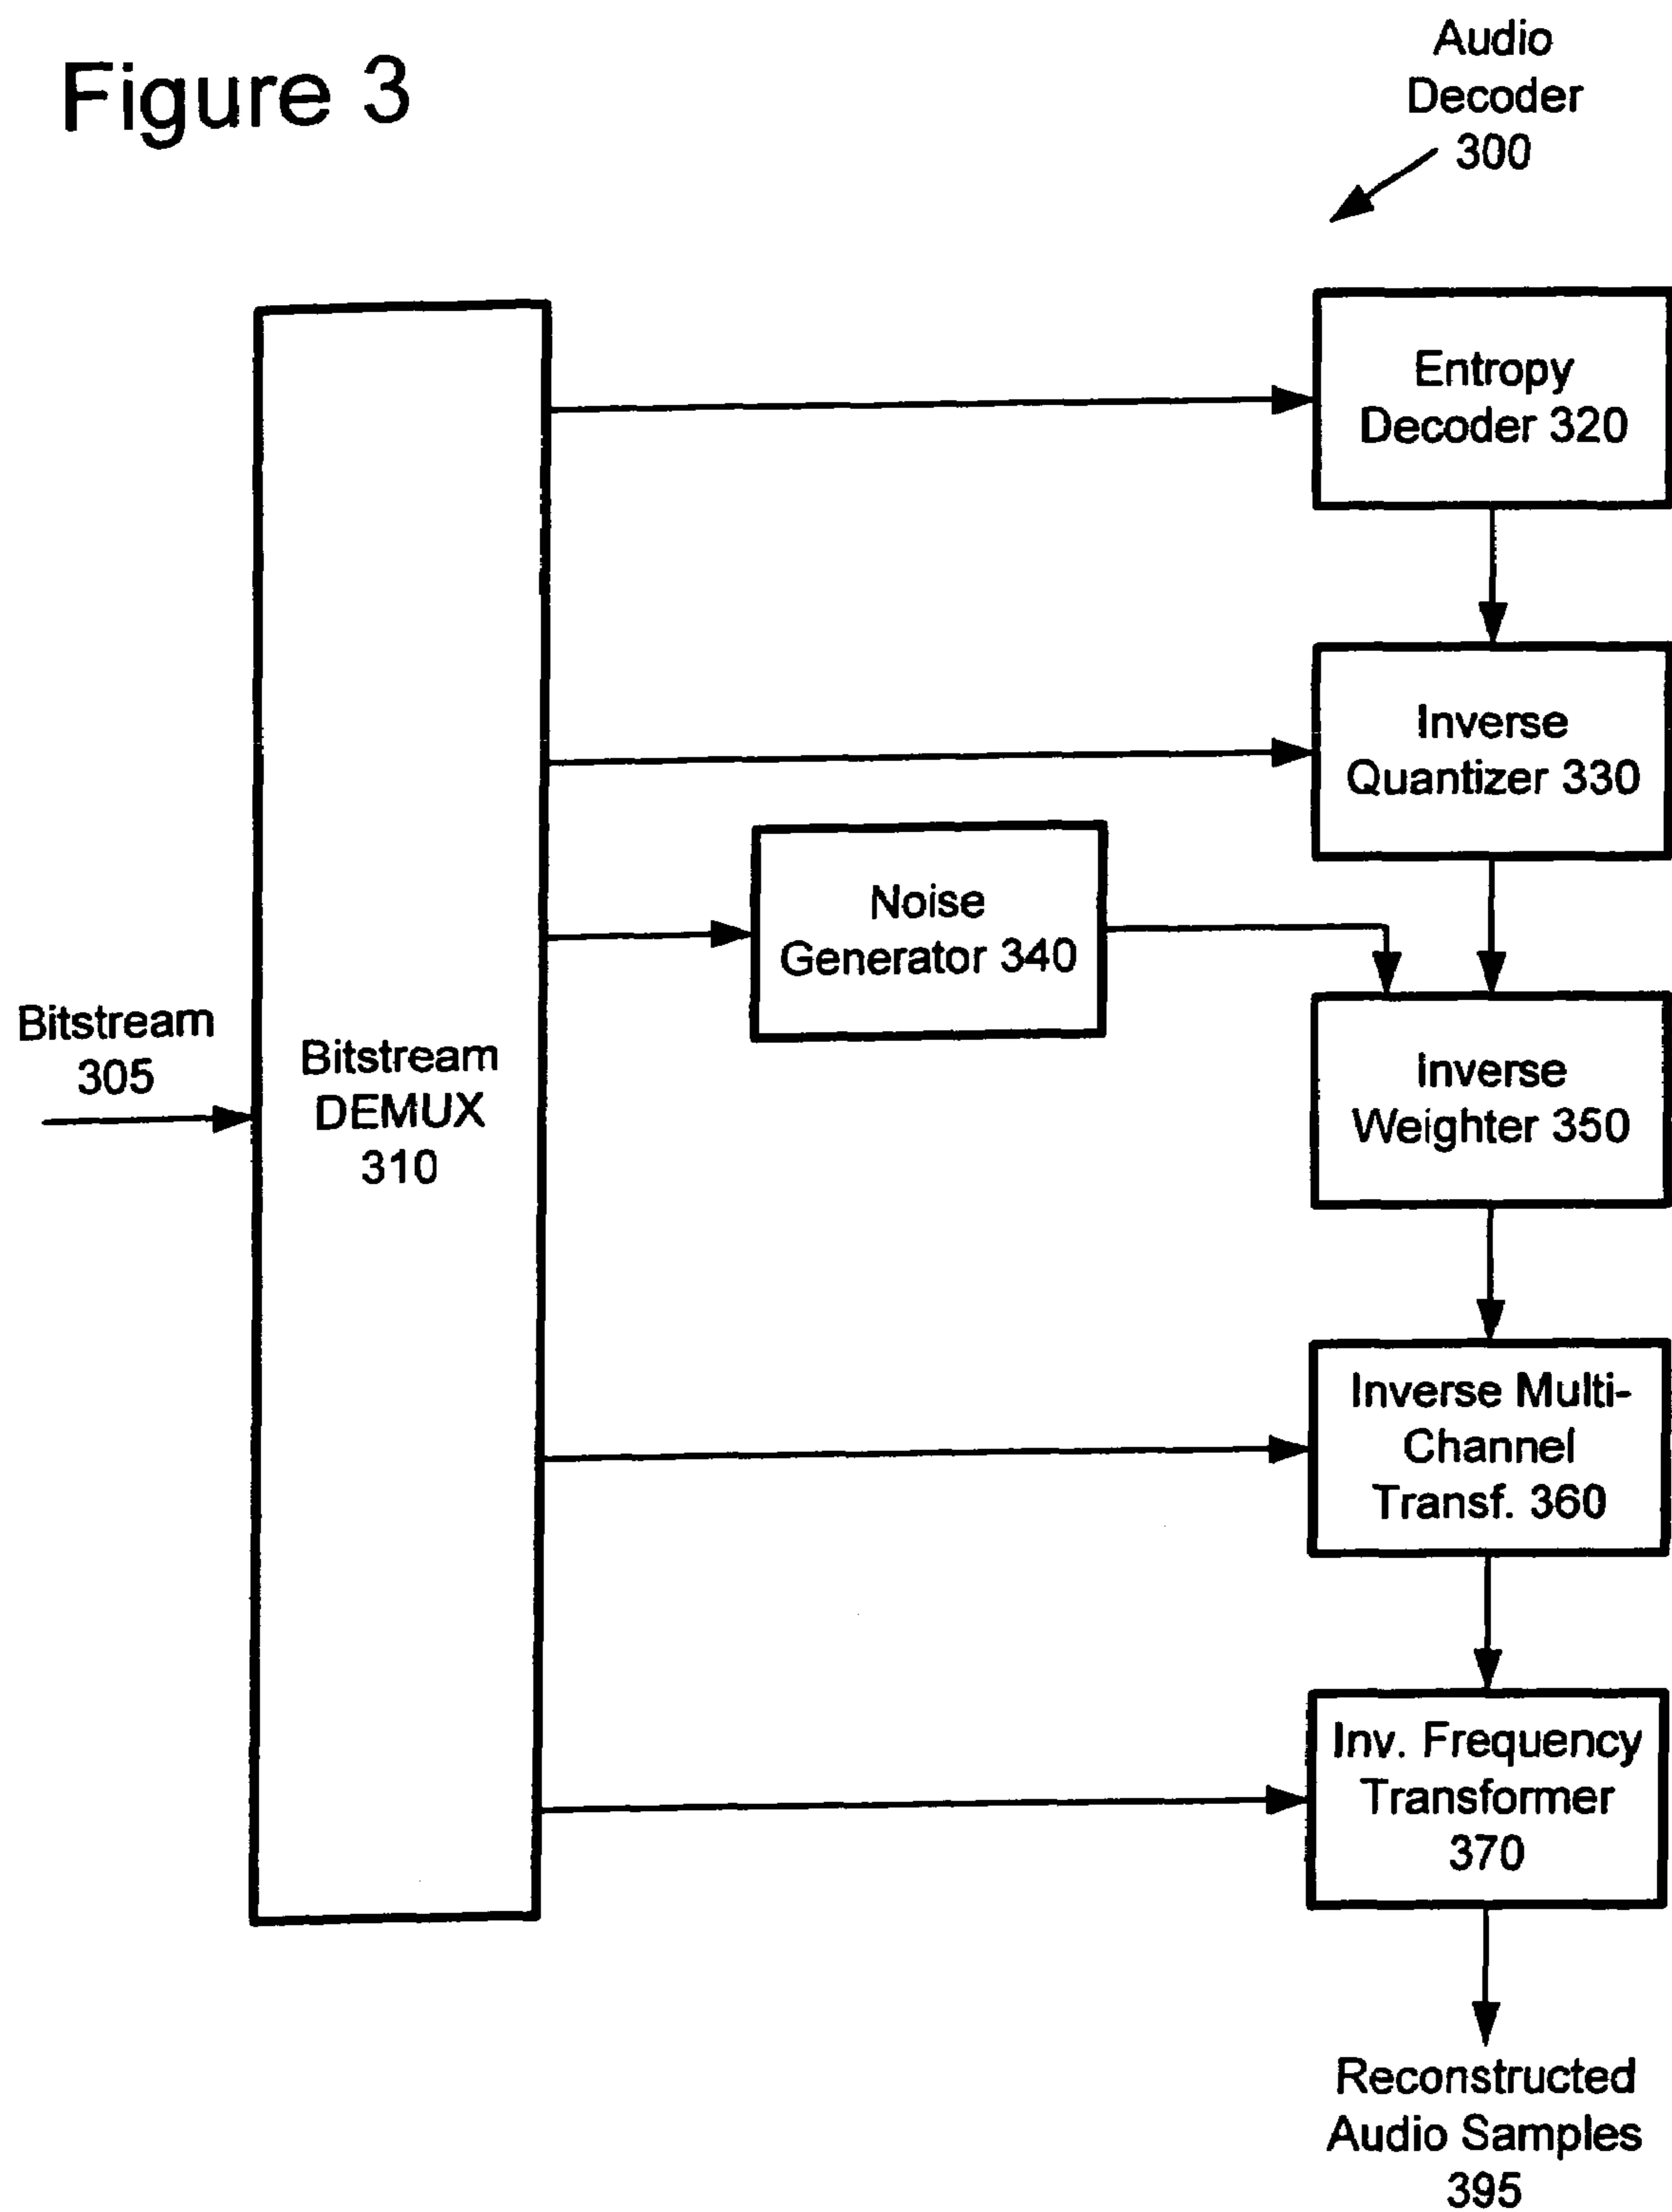 Figure 3
Audio
Decoder
300
Entropy
Decoder 320
Inverse
Quantizer 330
Noise
Generator 340
Bitstream
305
Bitstream
DEMUX
310
Inverse
Weighter 350
Inverse Multi-
Channel
Transf. 360
Inv. Frequency
Transformer
370
Reconstructed
Audio Samples
395